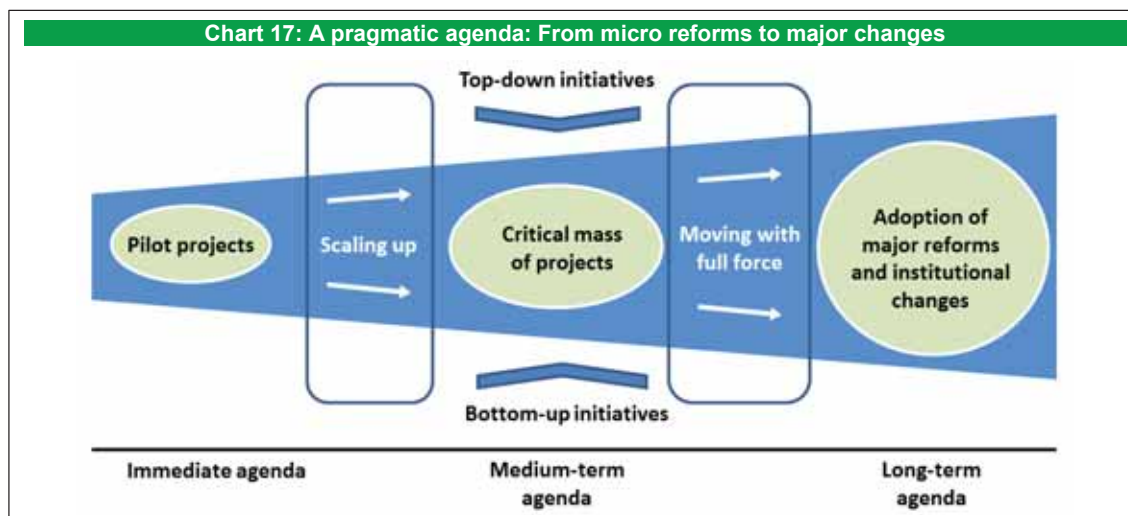 Chart 17: A pragmatic agenda: From micro reforms to major changes
Top-down initiatives
Pilot projects
Scaling up
Critical mass
of projects
Moving with
full force
Adoption of
major reforms
and institutional
changes
Bottom-up initiatives
Immediate agenda
Medium-term
agenda
Long-term
agenda